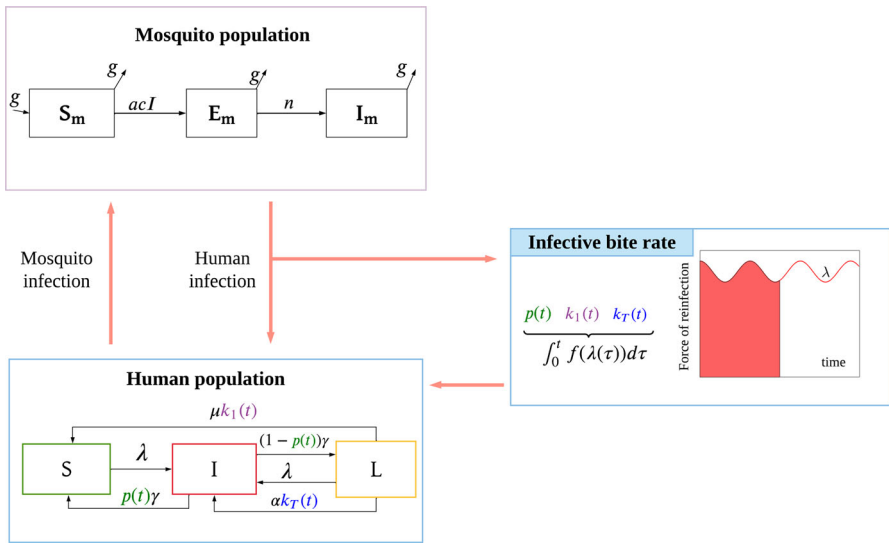 Mosquito population
g
g
g
g
S_m
acI
E_m
n
I_m
Mosquito
infection
Human
infection
Infective bite rate
p(t) k_1(t) k_T(t)
∫_0^t f(λ(τ))dτ
Force of reinfection
λ
time
Human population
μk_1(t)
S
λ
I
(1 − p(t))γ
λ
L
p(t)γ
αk_T(t)